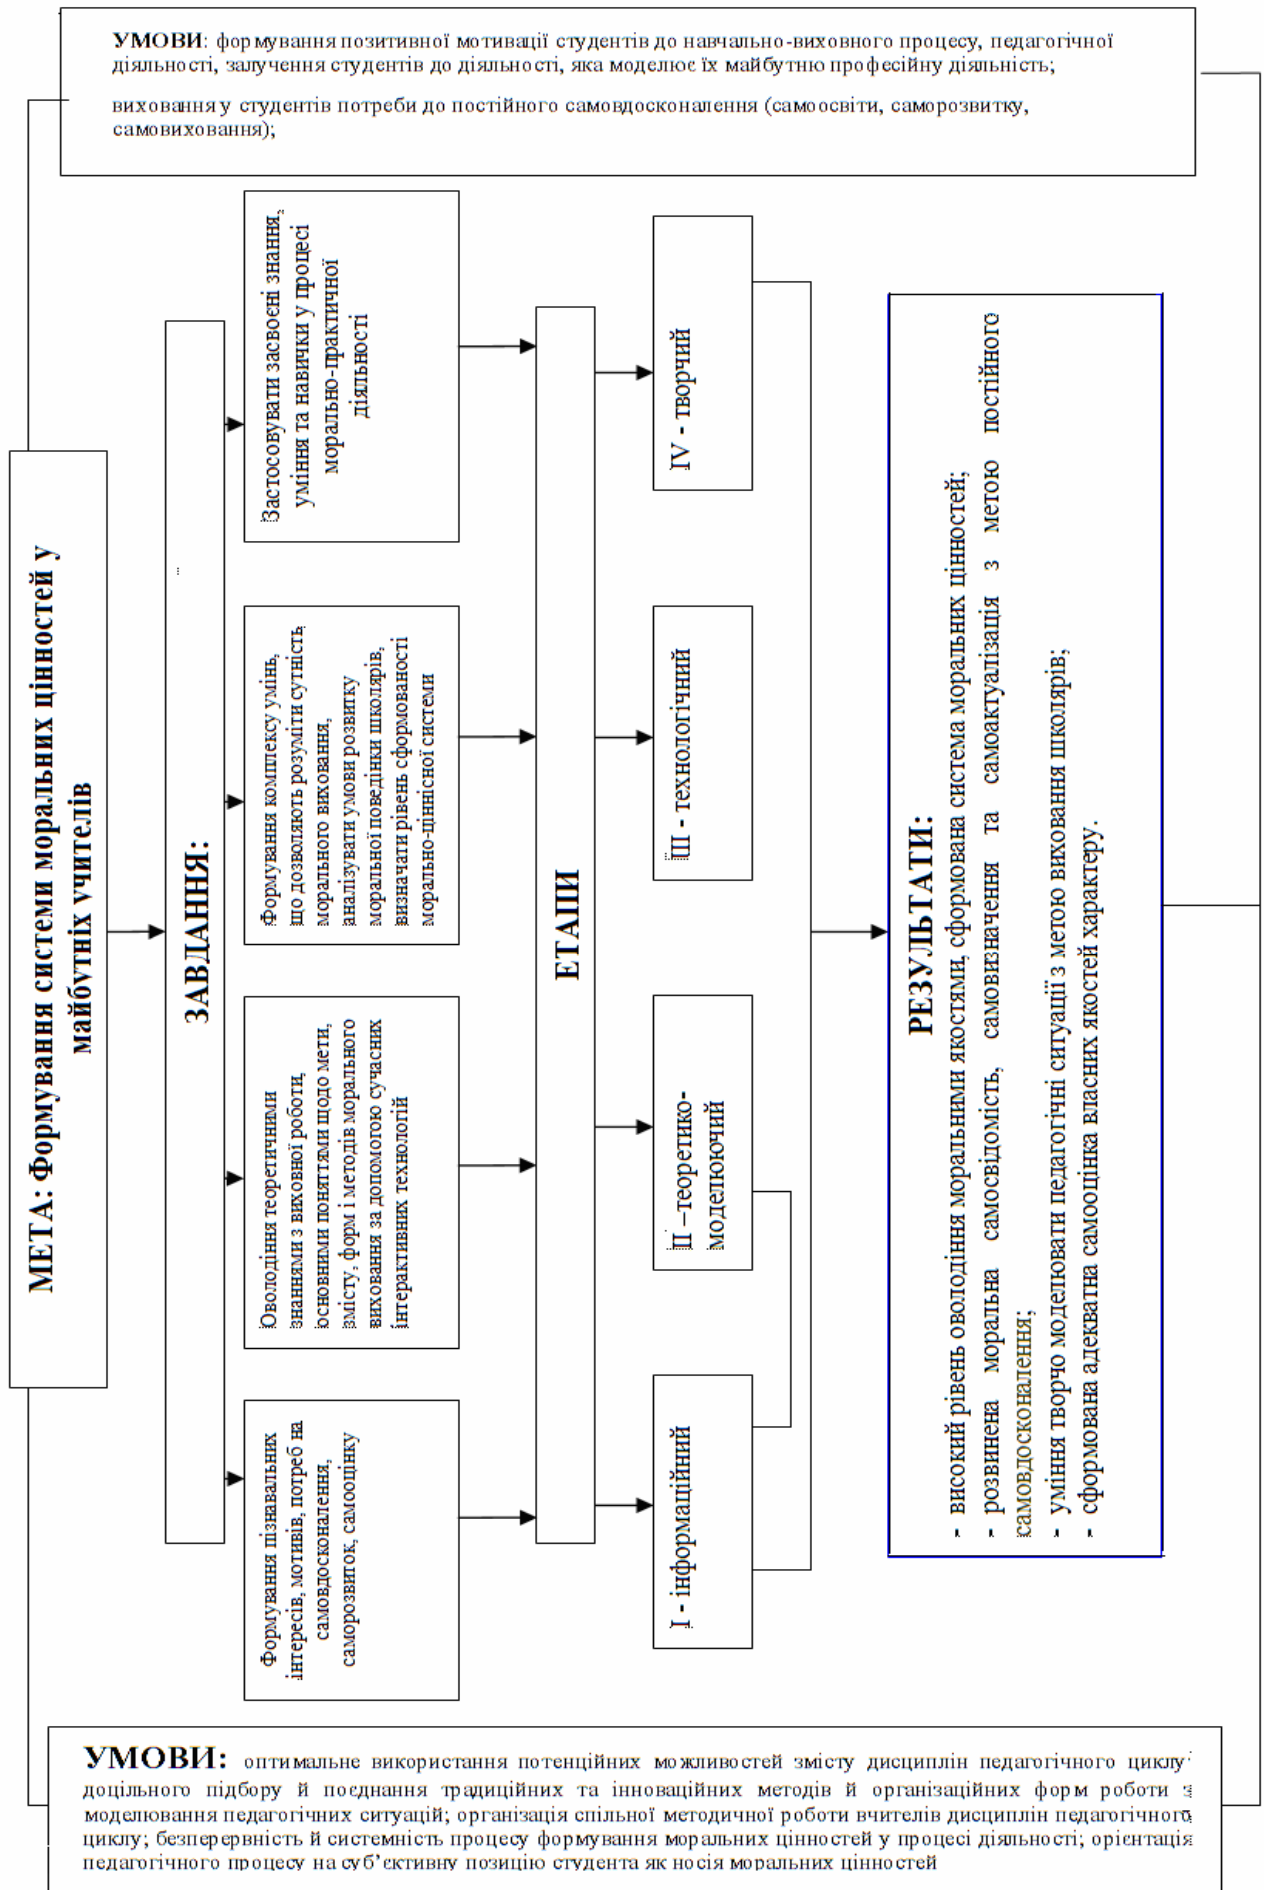 УМОВИ: формування позитивної мотивації студентів до навчально-виховного процесу, педагогічної
діяльності, залучення студентів до діяльності, яка моделює їх майбутню професійну діяльність;
виховання у студентів потреби до постійного самовдосконалення (самоосвіти, саморозвитку,
самовиховання);
МЕТА: Формування системи моральних цінностей у
майбутніх учителів
ЗАВДАННЯ:
Формування пізнавальних
інтересів, мотивів, потреб на
самовдосконалення,
саморозвиток, самооцінку
Оволодіння теоретичними
знаннями з виховної роботи,
основними поняттями щодо мети,
змісту, форм і методів морального
виховання за допомогою сучасних
інтерактивних технологій
Формування комплексу умінь,
що дозволяють розуміти сутність
морального виховання,
аналізувати умови розвитку
моральної поведінки школярів,
визначати рівень сформованості
морально-ціннісної системи
Застосовувати засвоєні знання,
уміння та навички у процесі
морально-практичної
діяльності
ЕТАПИ
І - інформаційний
ІІ –теоретико-
моделюючий
ІІІ - технологічний
IV - творчий
РЕЗУЛЬТАТИ:
- високий рівень оволодіння моральними якостями, сформована система моральних цінностей;
- розвинена моральна самосвідомість, самовизначення та самоактуалізація з метою постійного
самовдосконалення;
- уміння творчо моделювати педагогічні ситуації з метою виховання школярів;
- сформована адекватна самооцінка власних якостей характеру.
УМОВИ: оптимальне використання потенційних можливостей змісту дисциплін педагогічного циклу
доцільного підбору й поєднання традиційних та інноваційних методів й організаційних форм роботи з
моделювання педагогічних ситуацій; організація спільної методичної роботи вчителів дисциплін педагогічного
циклу; безперервність й системність процесу формування моральних цінностей у процесі діяльності; орієнтація
педагогічного процесу на суб'єктивну позицію студента як носія моральних цінностей